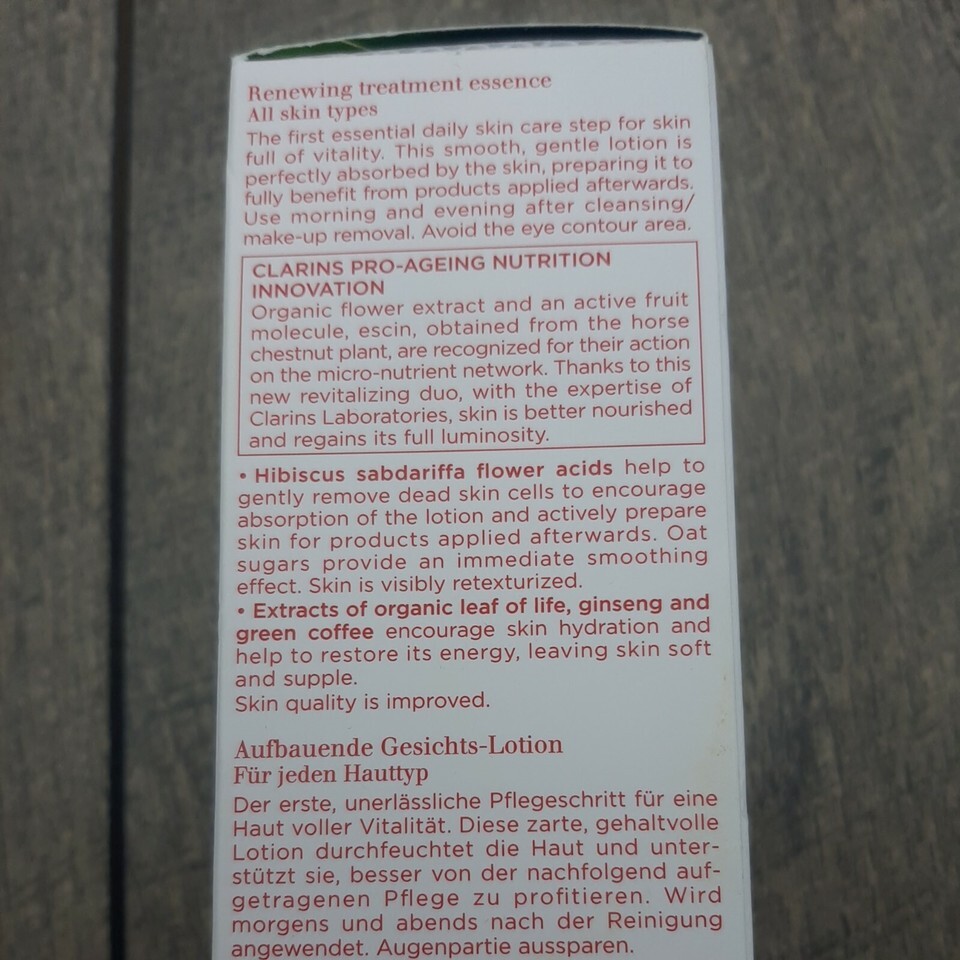 Renewing treatment essence
All skin types
The first essential daily skin care step for skin
full of vitality. This smooth, gentle lotion is
perfectly absorbed by the skin, preparing it to
fully benefit from products applied afterwards.
Use morning and evening after cleansing/
make-up removal. Avoid the eye contour area.
CLARINS PRO-AGEING NUTRITION
INNOVATION
Organic flower extract and an active fruit
molecule, escin, obtained from the horse
chestnut plant, are recognized for their action
on the micro-nutrient network. Thanks to this
new revitalizing duo, with the expertise of
Clarins Laboratories, skin is better nourished
and regains its full luminosity.
• Hibiscus sabdariffa flower acids help to
gently remove dead skin cells to encourage
absorption of the lotion and actively prepare
skin for products applied afterwards. Oat
sugars provide an immediate smoothing
effect. Skin is visibly retexturized.
• Extracts of organic leaf of life, ginseng and
green coffee encourage skin hydration and
help to restore its energy, leaving skin soft
and supple.
Skin quality is improved.
Aufbauende Gesichts-Lotion
Für jeden Hauttyp
Der erste, unerlässliche Pflegeschritt für eine
Haut voller Vitalität. Diese zarte, gehaltvolle
Lotion durchfeuchtet die Haut und unter-
stützt sie, besser von der nachfolgend auf-
getragenen Pflege zu profitieren. Wird
morgens und abends nach der Reinigung
angewendet. Augenpartie aussparen.